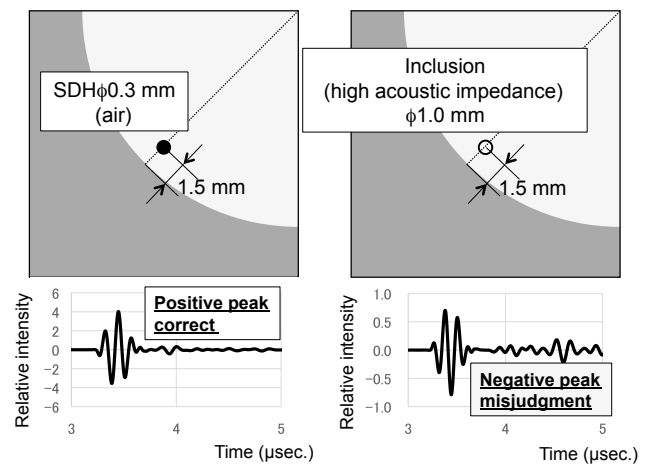 SDHϕ0.3 mm
(air)
1.5 mm
Inclusion
(high acoustic impedance)
ϕ1.0 mm
1.5 mm
Relative intensity
6
4
2
0
−2
−4
−6
Positive peak
correct
3
4
5
Time (μsec.)
Relative intensity
1.0
0.5
0.0
−0.5
−1.0
Negative peak
misjudgment
3
4
5
Time (μsec.)